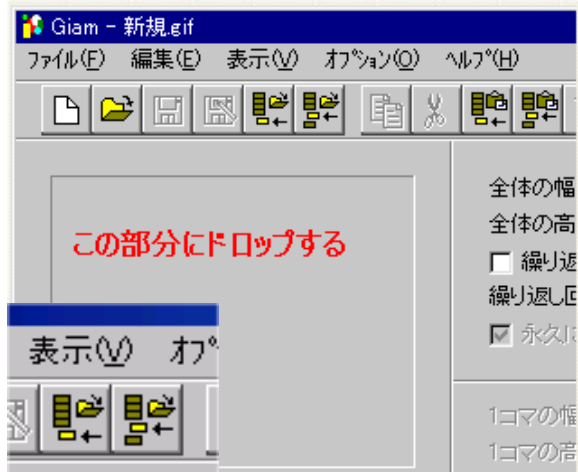 Giam - 新規.gif
ファイル(F) 編集(E) 表示(V) オプション(O) ヘルプ(H)
全体の幅
この部分にドロップする
全体の高
繰り返
繰り返し回
表示(V) オプ
永久に
1コマの幅
1コマの高